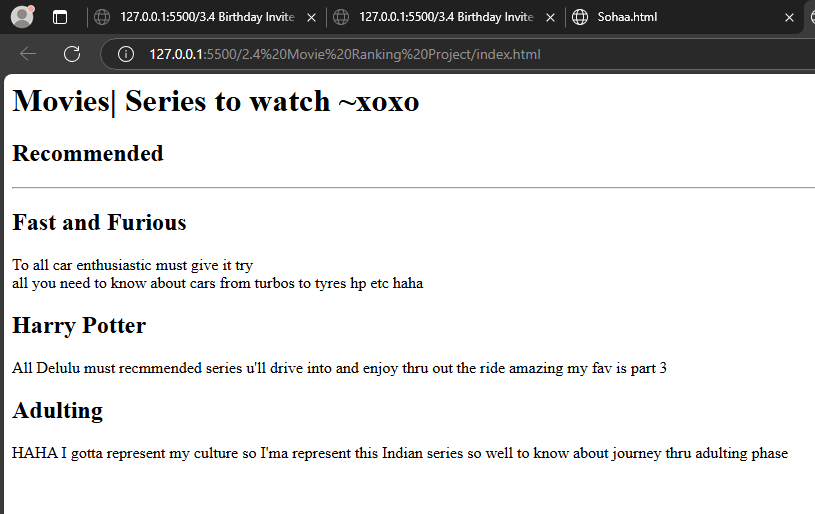 127.0.0.1:5500/3.4 Birthday Invite
127.0.0.1:5500/3.4 Birthday Invite
Sohaa.html
127.0.0.1:5500/2.4%20Movie%20Ranking%20Project/index.html
Movies| Series to watch ~xoxo
Recommended
Fast and Furious
To all car enthusiastic must give it try
all you need to know about cars from turbos to tyres hp etc haha
Harry Potter
All Delulu must recmmended series u'll drive into and enjoy thru out the ride amazing my fav is part 3
Adulting
HAHA I gotta represent my culture so I'ma represent this Indian series so well to know about journey thru adulting phase